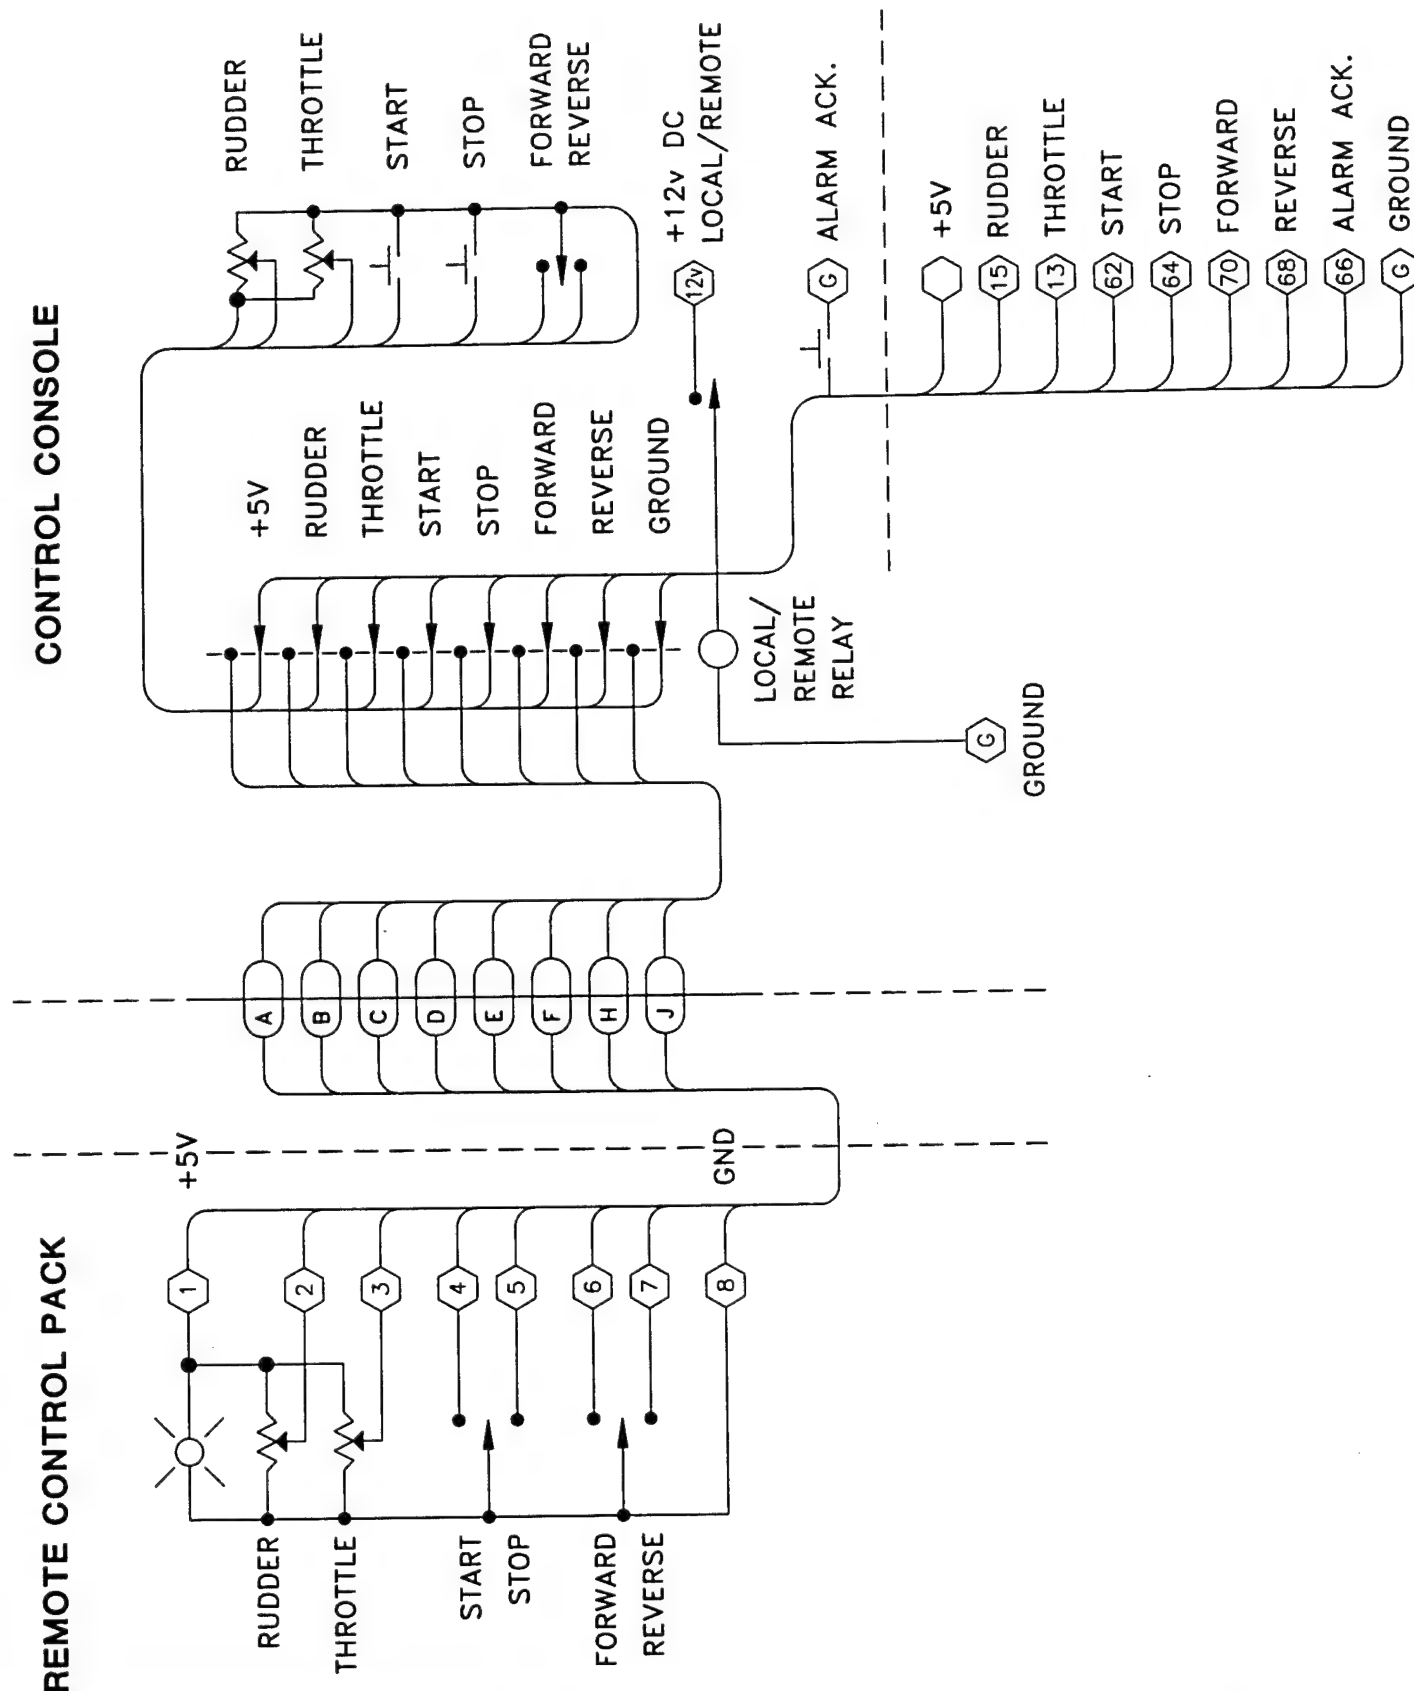 REMOTE CONTROL PACK
CONTROL CONSOLE
RUDDER
THROTTLE
START
STOP
FORWARD
REVERSE
1
2
3
4
5
6
7
8
+5V
GND
A
B
C
D
E
F
H
J
+5V
RUDDER
THROTTLE
START
STOP
FORWARD
REVERSE
GROUND
LOCAL/
REMOTE
RELAY
G
GROUND
RUDDER
THROTTLE
START
STOP
FORWARD
REVERSE
12v
+12v DC
LOCAL/REMOTE
G
ALARM ACK.
+5V
15
RUDDER
13
THROTTLE
62
START
64
STOP
70
FORWARD
68
REVERSE
66
ALARM ACK.
G
GROUND